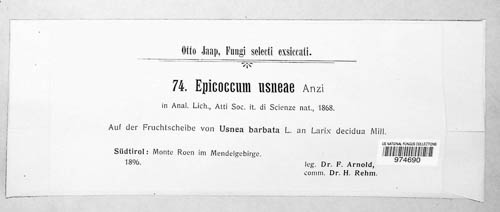 Otto Jaap, Fungi selecti exsiccati.
74. Epicoccum usneae Anzi
in Anal. Lich., Atti Soc. it. di Scienze nat., 1868.
Auf der Fruchtscheibe von Usnea barbata L. an Larix decidua Mill.
Südtirol: Monte Roen im Mendelgebirge.
1896.
leg. Dr. F. Arnold,
comm. Dr. H. Rehm.
US NATIONAL FUNGUS COLLECTIONS
974690